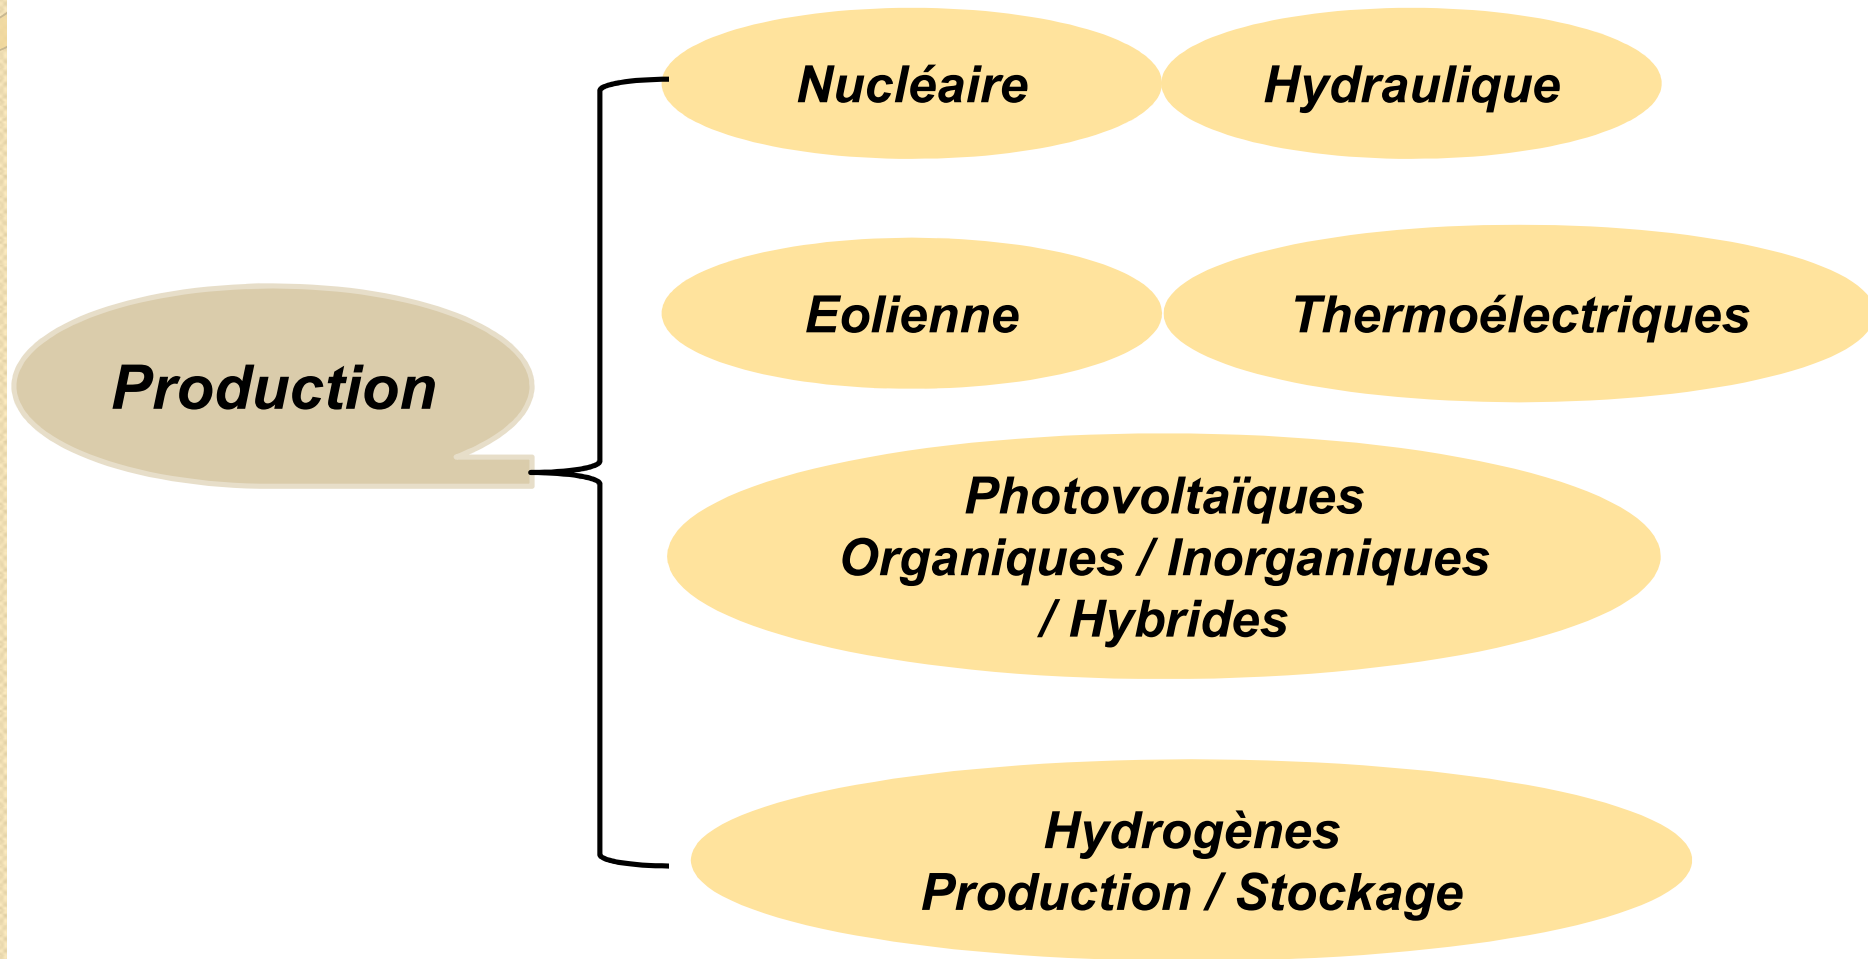 Nucléaire
Hydraulique
Eolienne
Thermoélectriques
Production
Photovoltaïques
Organiques / Inorganiques
/ Hybrides
Hydrogènes
Production / Stockage